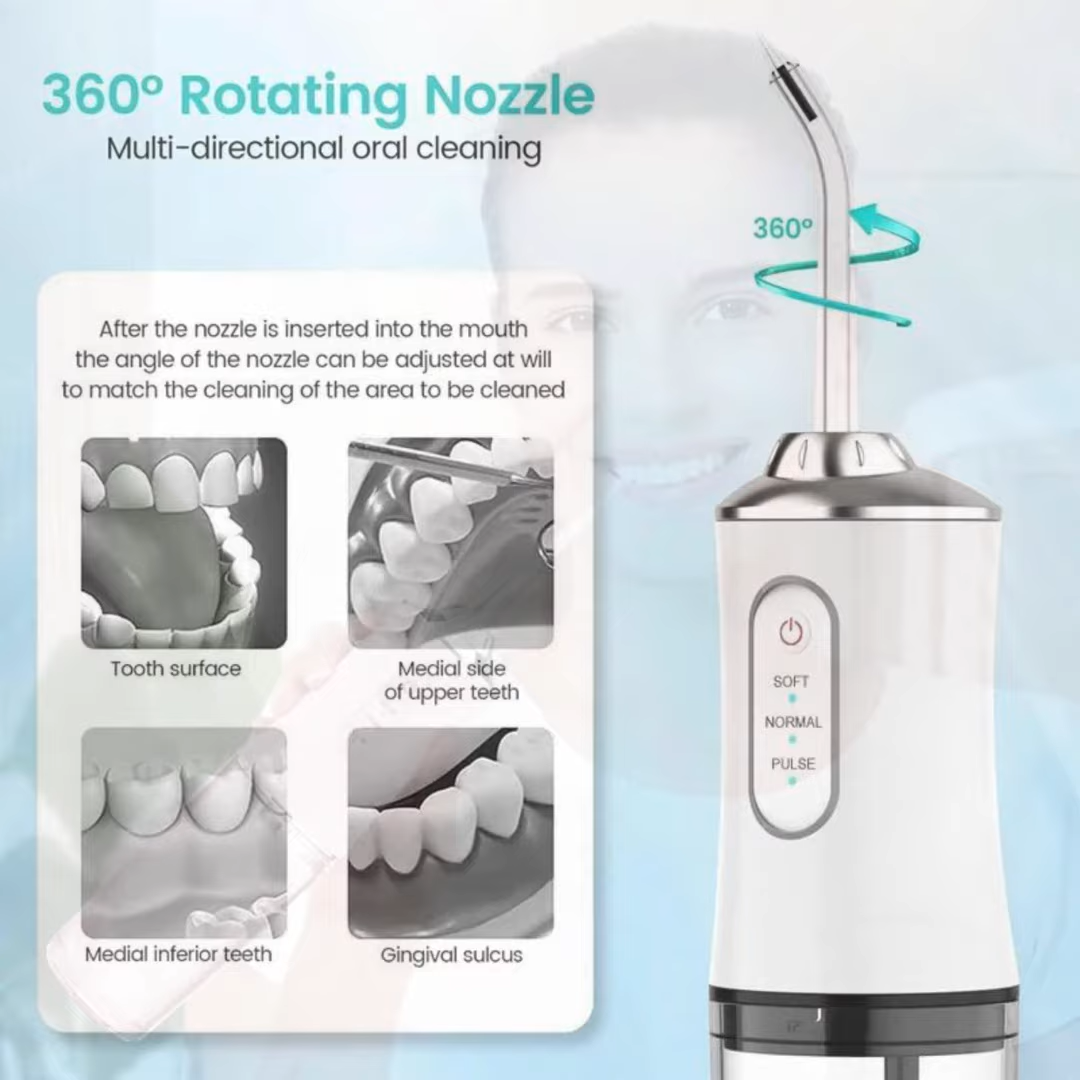 360° Rotating Nozzle
Multi-directional oral cleaning
360°
After the nozzle is inserted into the mouth
the angle of the nozzle can be adjusted at will
to match the cleaning of the area to be cleaned
Tooth surface
Medial side
of upper teeth
Medial inferior teeth
Gingival sulcus
SOFT
NORMAL
PULSE